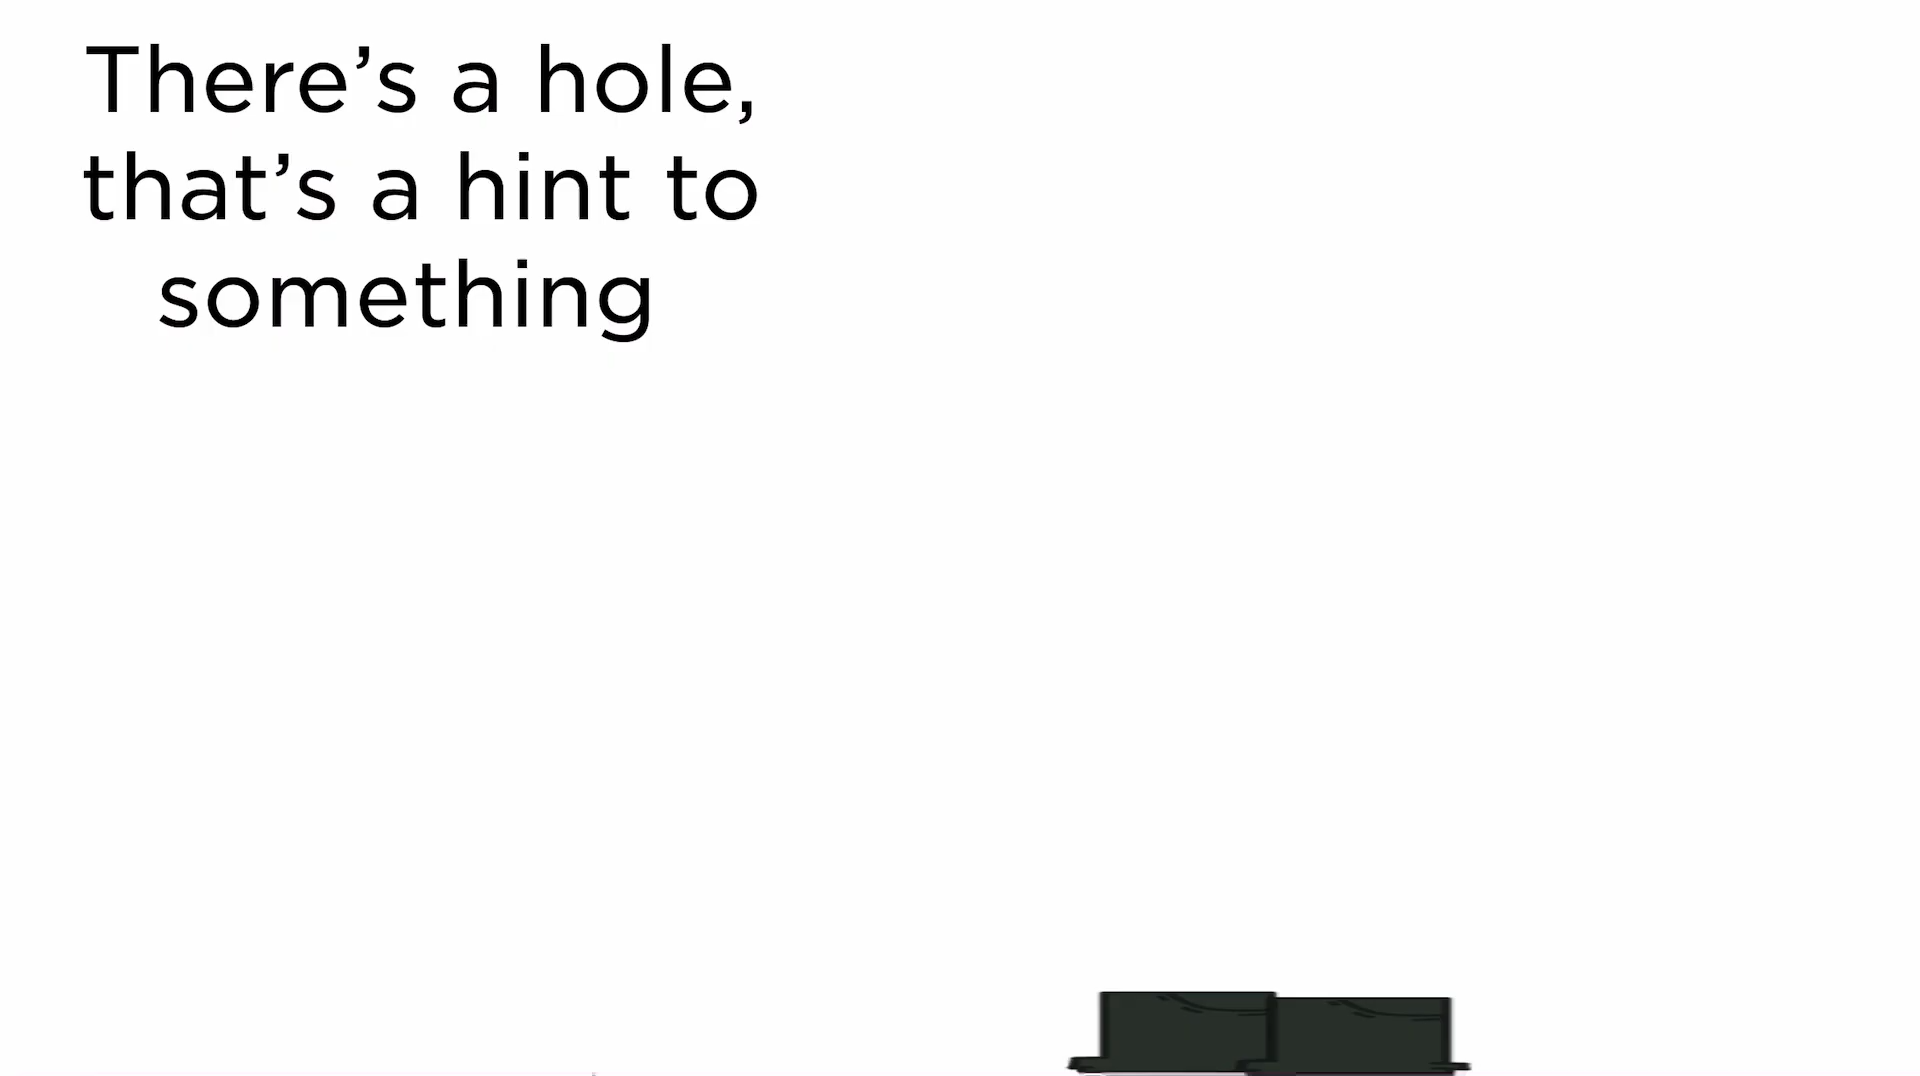 There’s a hole,
that’s a hint to
something